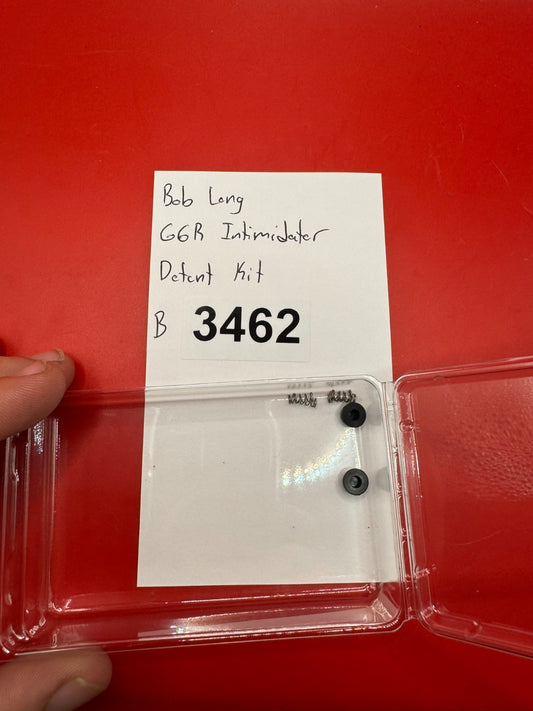 Bob Long
G6R Intimidator
Detent Kit
B 3462